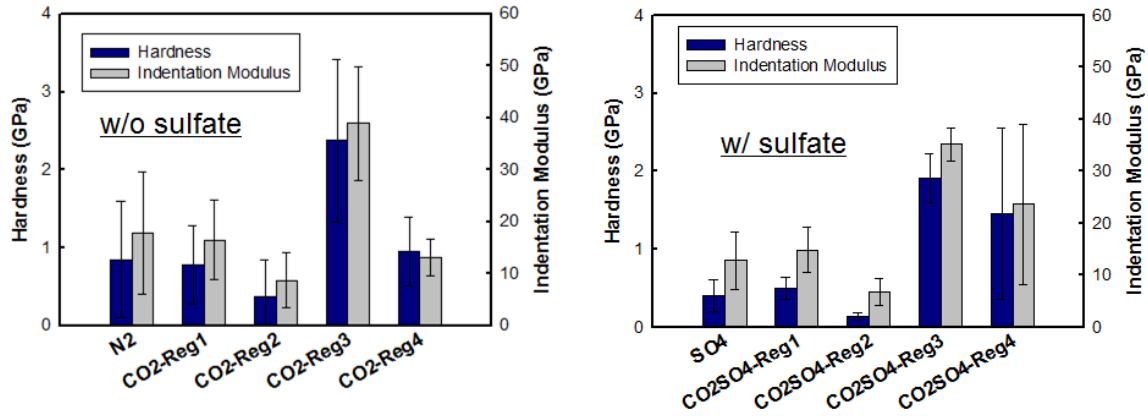 4
3
2
1
0
Hardness (GPa)
Hardness
Indentation Modulus
w/o sulfate
60
50
40
30
20
10
0
Indentation Modulus (GPa)
N2
CO2-Reg1
CO2-Reg2
CO2-Reg3
CO2-Reg4
4
3
2
1
0
Hardness (GPa)
Hardness
Indentation Modulus
w/ sulfate
60
50
40
30
20
10
0
Indentation Modulus (GPa)
SO4
CO2SO4-Reg1
CO2SO4-Reg2
CO2SO4-Reg3
CO2SO4-Reg4